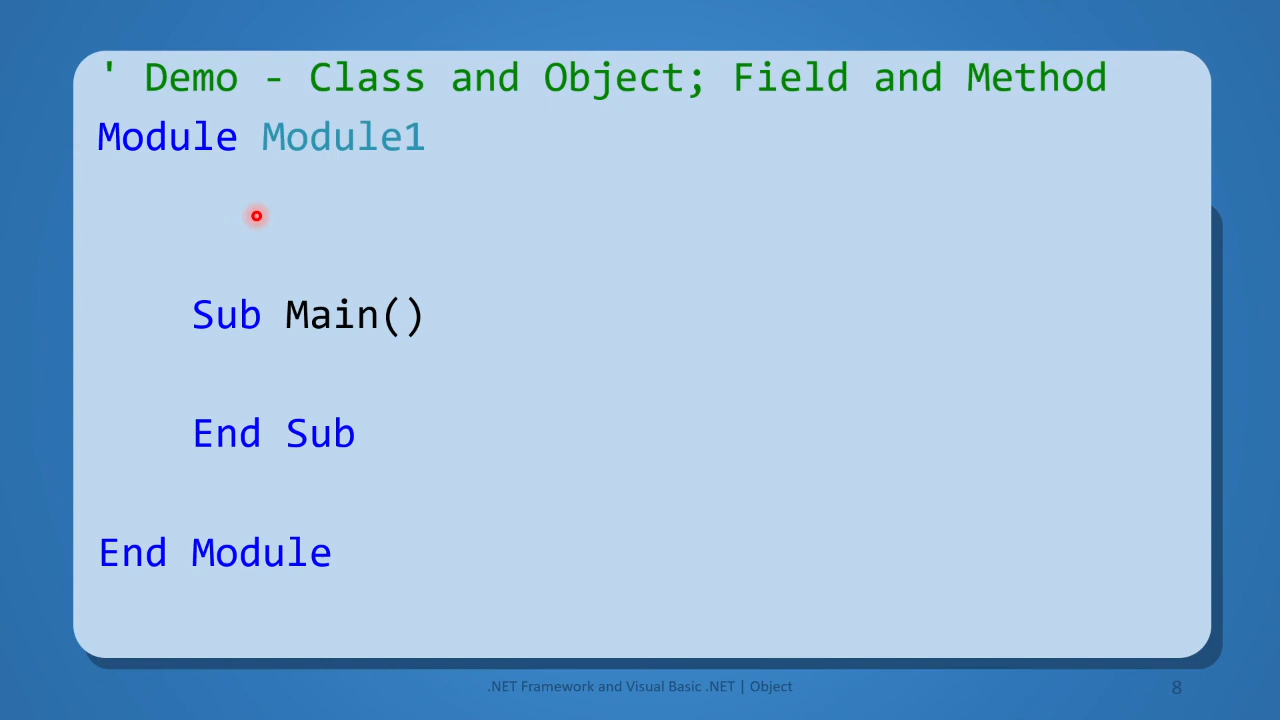 ' Demo - Class and Object; Field and Method
Module Module1
Sub Main()
End Sub
End Module
.NET Framework and Visual Basic .NET | Object
8